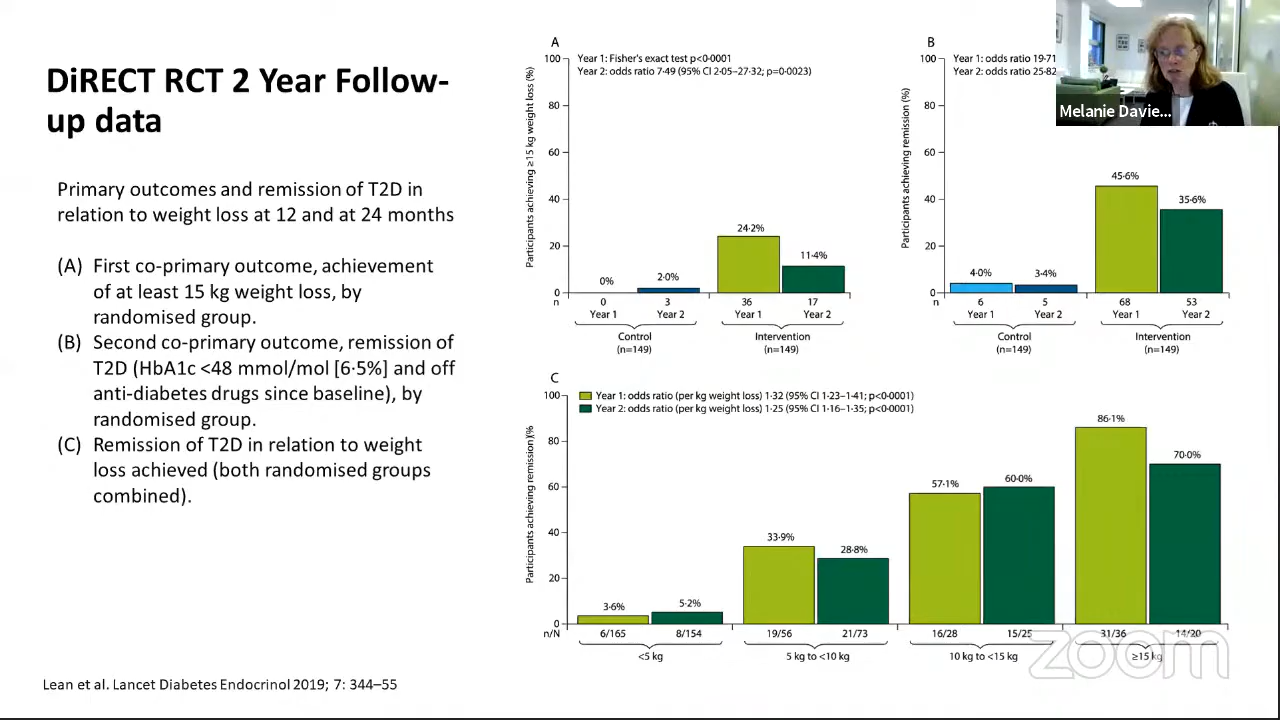 DiRECT RCT 2 Year Follow-
up data
Primary outcomes and remission of T2D in
relation to weight loss at 12 and at 24 months
(A) First co-primary outcome, achievement
of at least 15 kg weight loss, by
randomised group.
(B) Second co-primary outcome, remission of
T2D (HbA1c <48 mmol/mol [6·5%] and off
anti-diabetes drugs since baseline), by
randomised group.
(C) Remission of T2D in relation to weight
loss achieved (both randomised groups
combined).
Lean et al. Lancet Diabetes Endocrinol 2019; 7: 344–55
A
Year 1: Fisher's exact test p<0·0001
Year 2: odds ratio 7·49 (95% CI 2·05–27·32; p=0·0023)
Participants achieving ≥15 kg weight loss (%)
100
80
60
40
20
0
0%
2·0%
24·2%
11·4%
n 0 3 36 17
Year 1 Year 2 Year 1 Year 2
Control Intervention
(n=149) (n=149)
B
Year 1: odds ratio 19·71
Year 2: odds ratio 25·82
Participants achieving remission (%)
100
80
60
40
20
0
4·0%
3·4%
45·6%
35·6%
n 6 5 68 53
Year 1 Year 2 Year 1 Year 2
Control Intervention
(n=149) (n=149)
Melanie Davie...
C
Year 1: odds ratio (per kg weight loss) 1·32 (95% CI 1·23–1·41; p<0·0001)
Year 2: odds ratio (per kg weight loss) 1·25 (95% CI 1·16–1·35; p<0·0001)
Participants achieving remission (%
100
80
60
40
20
0
3·6%
5·2%
33·9%
28·8%
57·1%
60·0%
86·1%
70·0%
n/N 6/165 8/154 19/56 21/73 16/28 15/25 31/36 14/20
<5 kg 5 kg to <10 kg 10 kg to <15 kg ≥15 kg
zoom